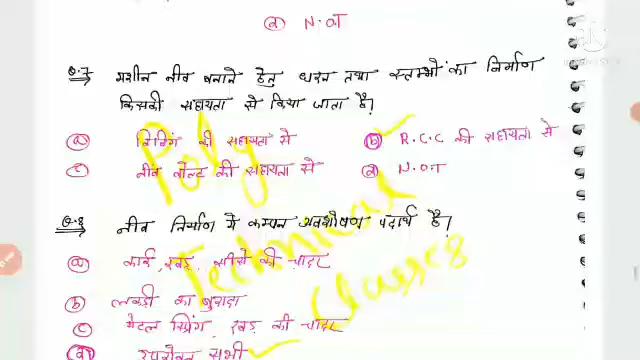 (d) N.O.T
Q.7 मशीन नीव बनाने हेतु धरन तथा स्तम्भों का निर्माण
किसकी सहायता से किया जाता है?
(a) की सहायता से (b) R.C.C की सहायता से
(c) नीव वोल्ट की सहायता से (d) N.O.T
Q.8 नीव निर्माण मे कम्पन अवशोषण पदार्थ है?
(a) कार्क, रबड़, सीसे की चादर
(b) लकड़ी का बुरादा
(c) मेटल स्प्रिंग, रबड़ की चादर
(d) उपरोक्त सभी
Poly
Technical
Classes